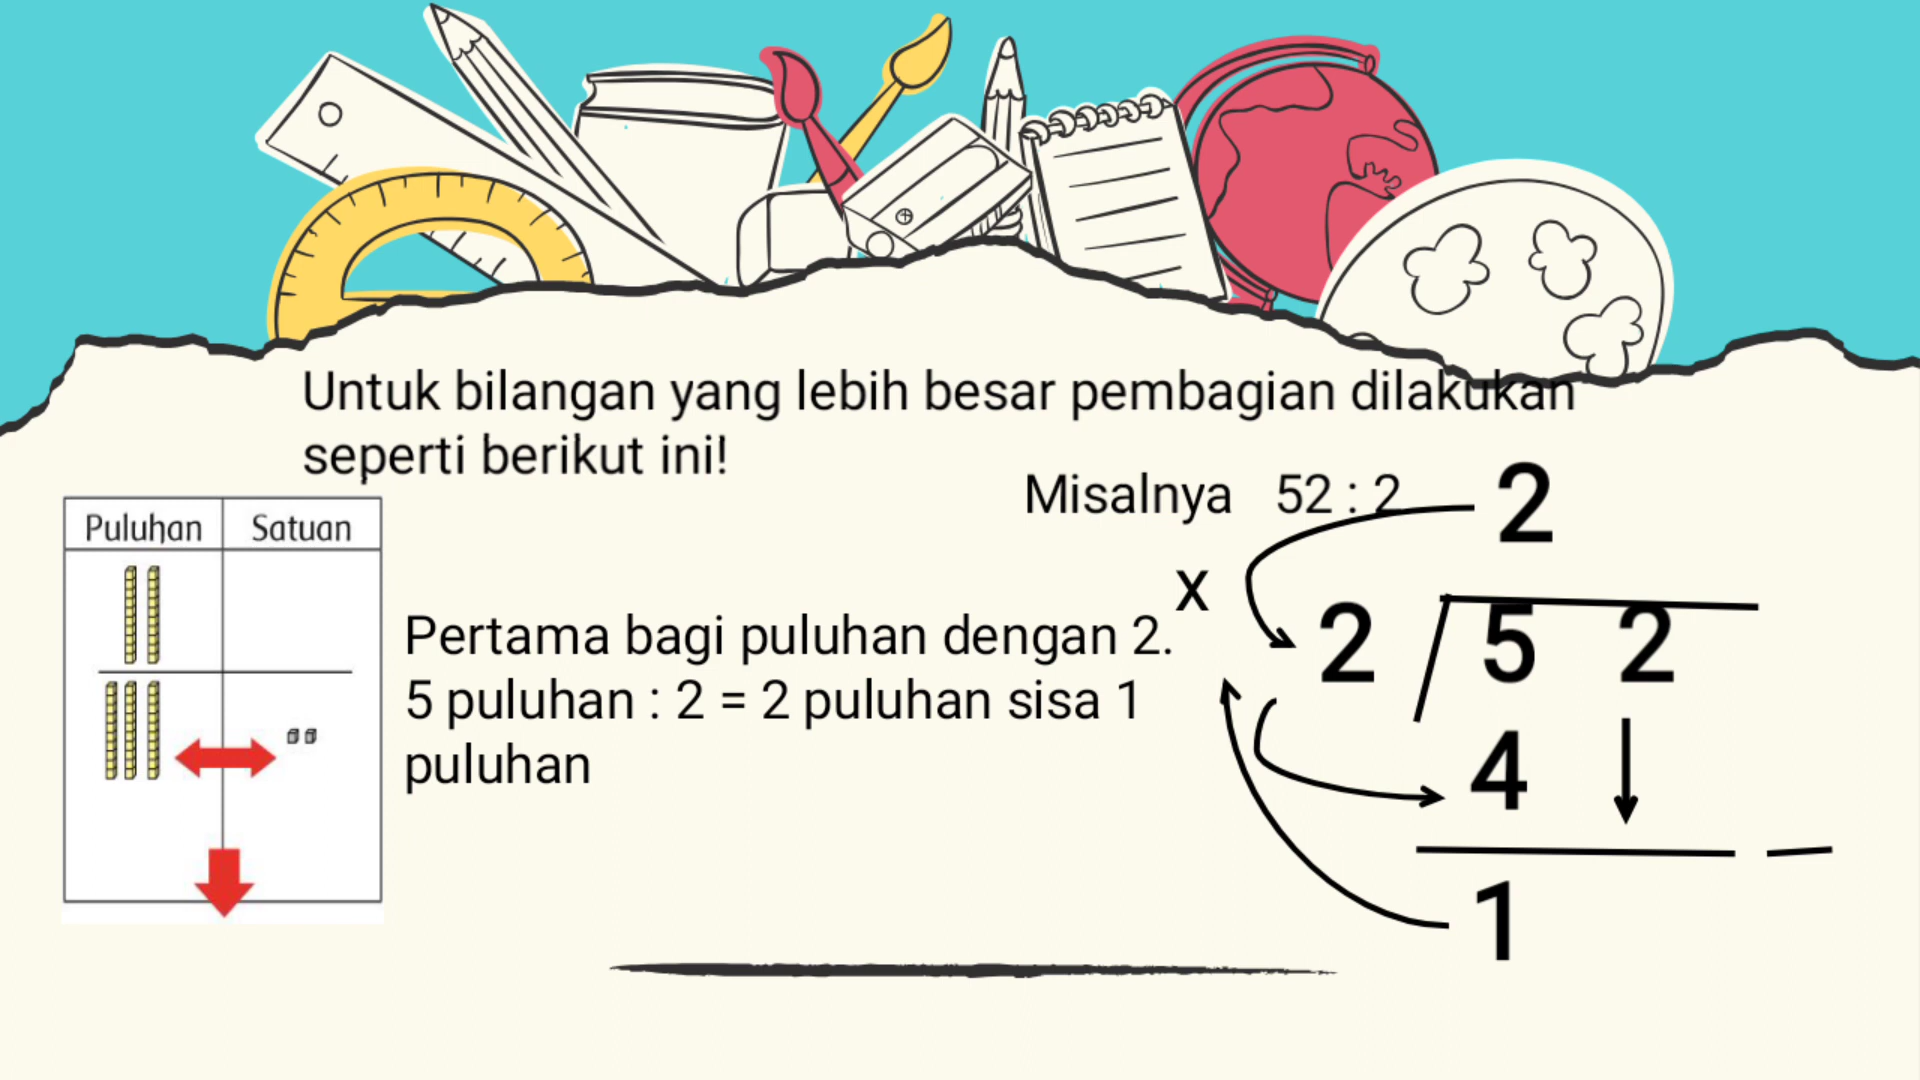 Untuk bilangan yang lebih besar pembagian dilakukan
seperti berikut ini!
Misalnya 52 : 2
Puluhan Satuan
Pertama bagi puluhan dengan 2.
5 puluhan : 2 = 2 puluhan sisa 1
puluhan
2
x
2 5 2
4
1